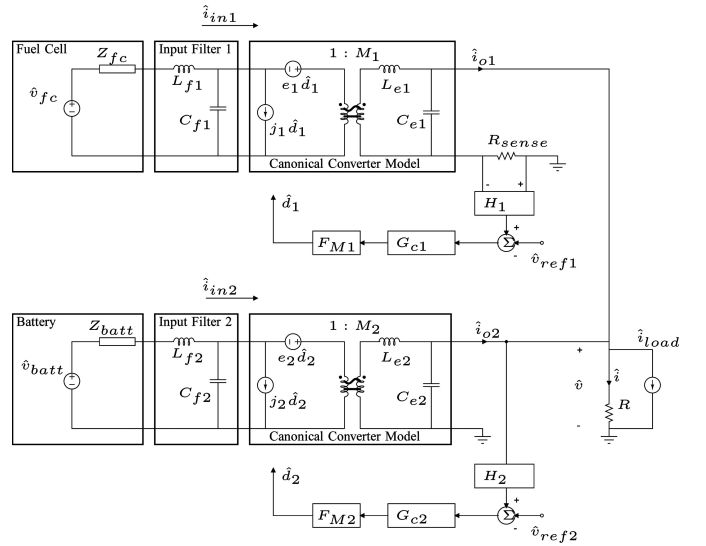 î_in1
Fuel Cell
Input Filter 1
1 : M_1
î_o1
Z_fc
L_f1
L_e1
v̂_fc
+
-
C_f1
e_1 d̂_1
j_1 d̂_1
C_e1
R_sense
Canonical Converter Model
- +
H_1
d̂_1
F_M1
G_c1
+
Σ
-
v̂_ref1
î_in2
Battery
Input Filter 2
1 : M_2
î_o2
Z_batt
L_f2
L_e2
î_load
v̂_batt
+
-
C_f2
e_2 d̂_2
j_2 d̂_2
C_e2
+
v̂
-
î
R
Canonical Converter Model
H_2
d̂_2
F_M2
G_c2
+
Σ
-
v̂_ref2